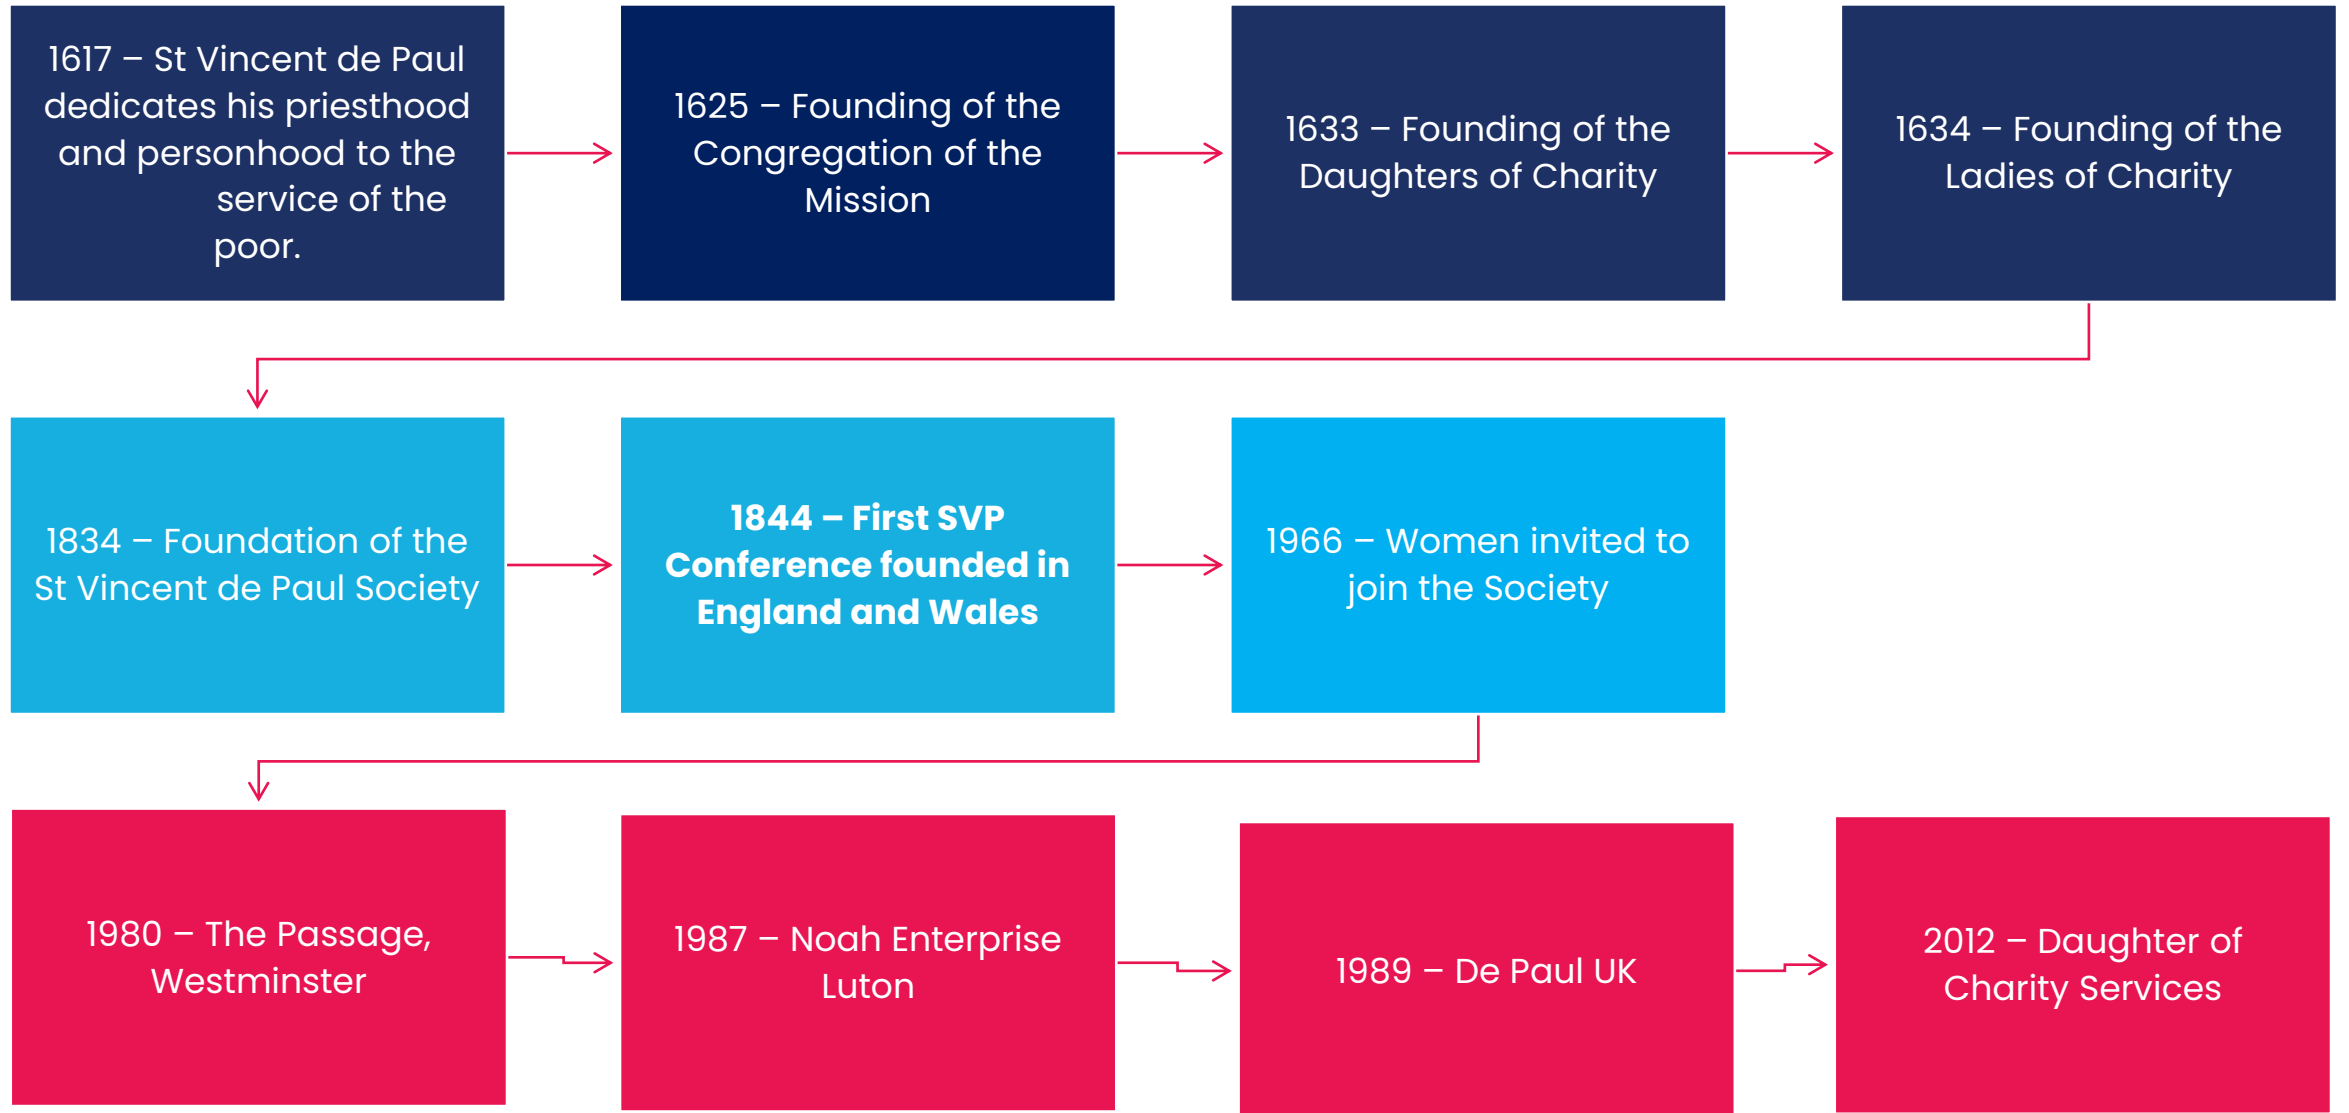 1617 – St Vincent de Paul
dedicates his priesthood
and personhood to the
service of the
poor.
1625 – Founding of the
Congregation of the
Mission
1633 – Founding of the
Daughters of Charity
1634 – Founding of the
Ladies of Charity
1834 – Foundation of the
St Vincent de Paul Society
1844 – First SVP
Conference founded in
England and Wales
1966 – Women invited to
join the Society
1980 – The Passage,
Westminster
1987 – Noah Enterprise
Luton
1989 – De Paul UK
2012 – Daughter of
Charity Services